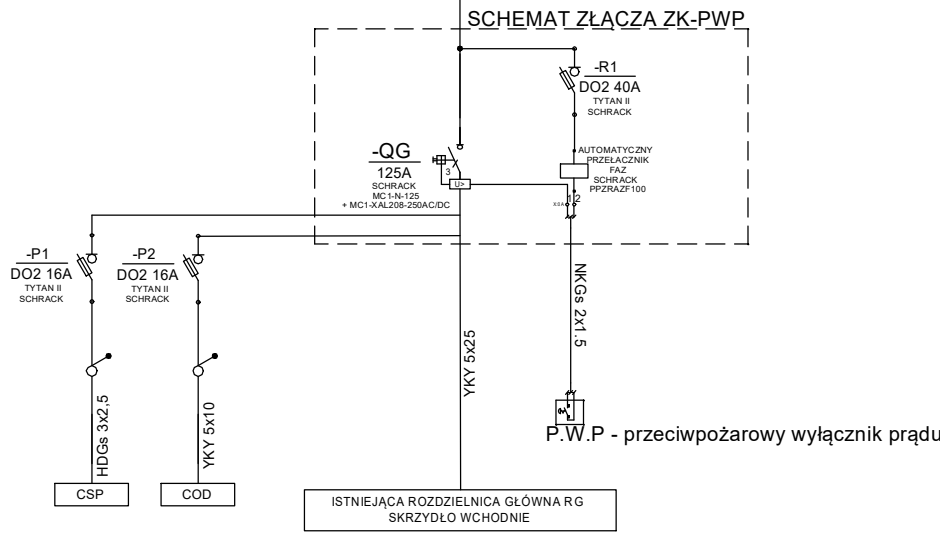 SCHEMAT ZŁĄCZA ZK-PWP
-R1
DO2 40A
TYTAN II
SCHRACK
-QG
125A
SCHRACK
MC1-N-125
+ MC1-XAL208-250AC/DC
3
U>
AUTOMATYCZNY
PRZEŁACZNIK
FAZ
SCHRACK
PPZRAZF100
1 2
-P1
DO2 16A
TYTAN II
SCHRACK
-P2
DO2 16A
TYTAN II
SCHRACK
NKGs 2x1.5
YKY 5x25
HDGs 3x2,5
YKY 5x10
P.W.P - przeciwpożarowy wyłącznik prądu
CSP
COD
ISTNIEJĄCA ROZDZIELNICA GŁÓWNA RG
SKRZYDŁO WCHODNIE